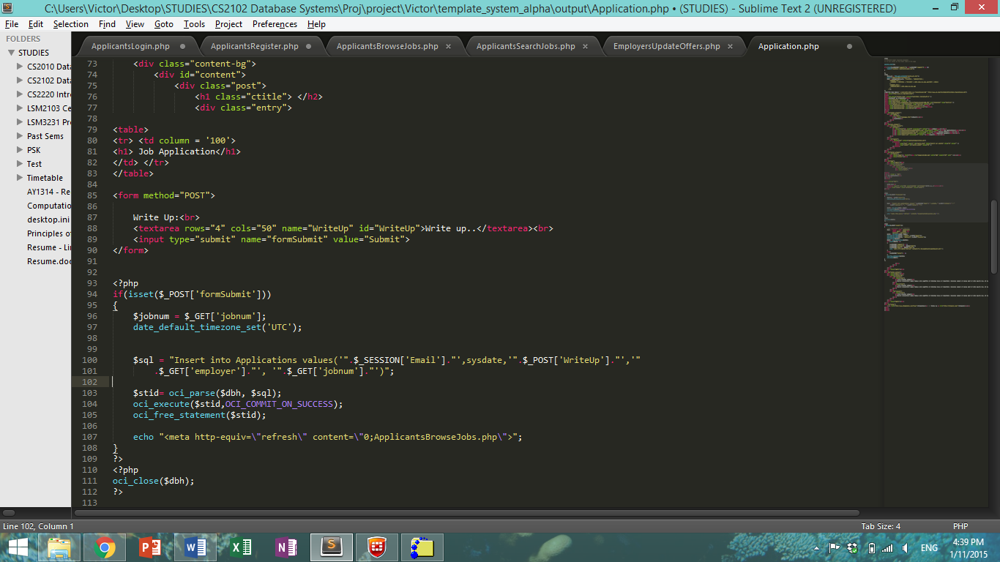 C:\Users\Victor\Desktop\STUDIES\CS2102 Database Systems\Proj\project\Victor\template_system_alpha\output\Application.php • (STUDIES) - Sublime Text 2 (UNREGISTERED)
File Edit Selection Find View Goto Tools Project Preferences Help
FOLDERS
STUDIES
CS2010 Data
CS2102 Data
CS2220 Intro
LSM2103 Ce
LSM3231 Pr
Past Sems
PSK
Test
Timetable
AY1314 - Re
Computatio
desktop.ini
Principles of
Resume - Lin
Resume.doc
ApplicantsLogin.php ApplicantsRegister.php ApplicantsBrowseJobs.php ApplicantsSearchJobs.php EmployersUpdateOffers.php Application.php
73 <div class="content-bg">
74 <div id="content">
75 <div class="post">
76 <h1 class="ctitle"> </h2>
77 <div class="entry">
78
79 <table>
80 <tr> <td column = '100'>
81 <h1> Job Application</h1>
82 </td> </tr>
83 </table>
84
85 <form method="POST">
86
87 Write Up:<br>
88 <textarea rows="4" cols="50" name="WriteUp" id="WriteUp">Write up..</textarea><br>
89 <input type="submit" name="formSubmit" value="Submit">
90 </form>
91
92
93 <?php
94 if(isset($_POST['formSubmit']))
95 {
96 $jobnum = $_GET['jobnum'];
97 date_default_timezone_set('UTC');
98
99
100 $sql = "Insert into Applications values('".$_SESSION['Email']."',sysdate,'".$_POST['WriteUp']."','"
101 .$_GET['employer']."', '".$_GET['jobnum']."')";
102
103 $stid= oci_parse($dbh, $sql);
104 oci_execute($stid,OCI_COMMIT_ON_SUCCESS);
105 oci_free_statement($stid);
106
107 echo "<meta http-equiv=\"refresh\" content=\"0;ApplicantsBrowseJobs.php\">";
108 }
109 ?>
110 <?php
111 oci_close($dbh);
112 ?>
113
Line 102, Column 1 Tab Size: 4 PHP
ENG
4:39 PM
1/11/2015